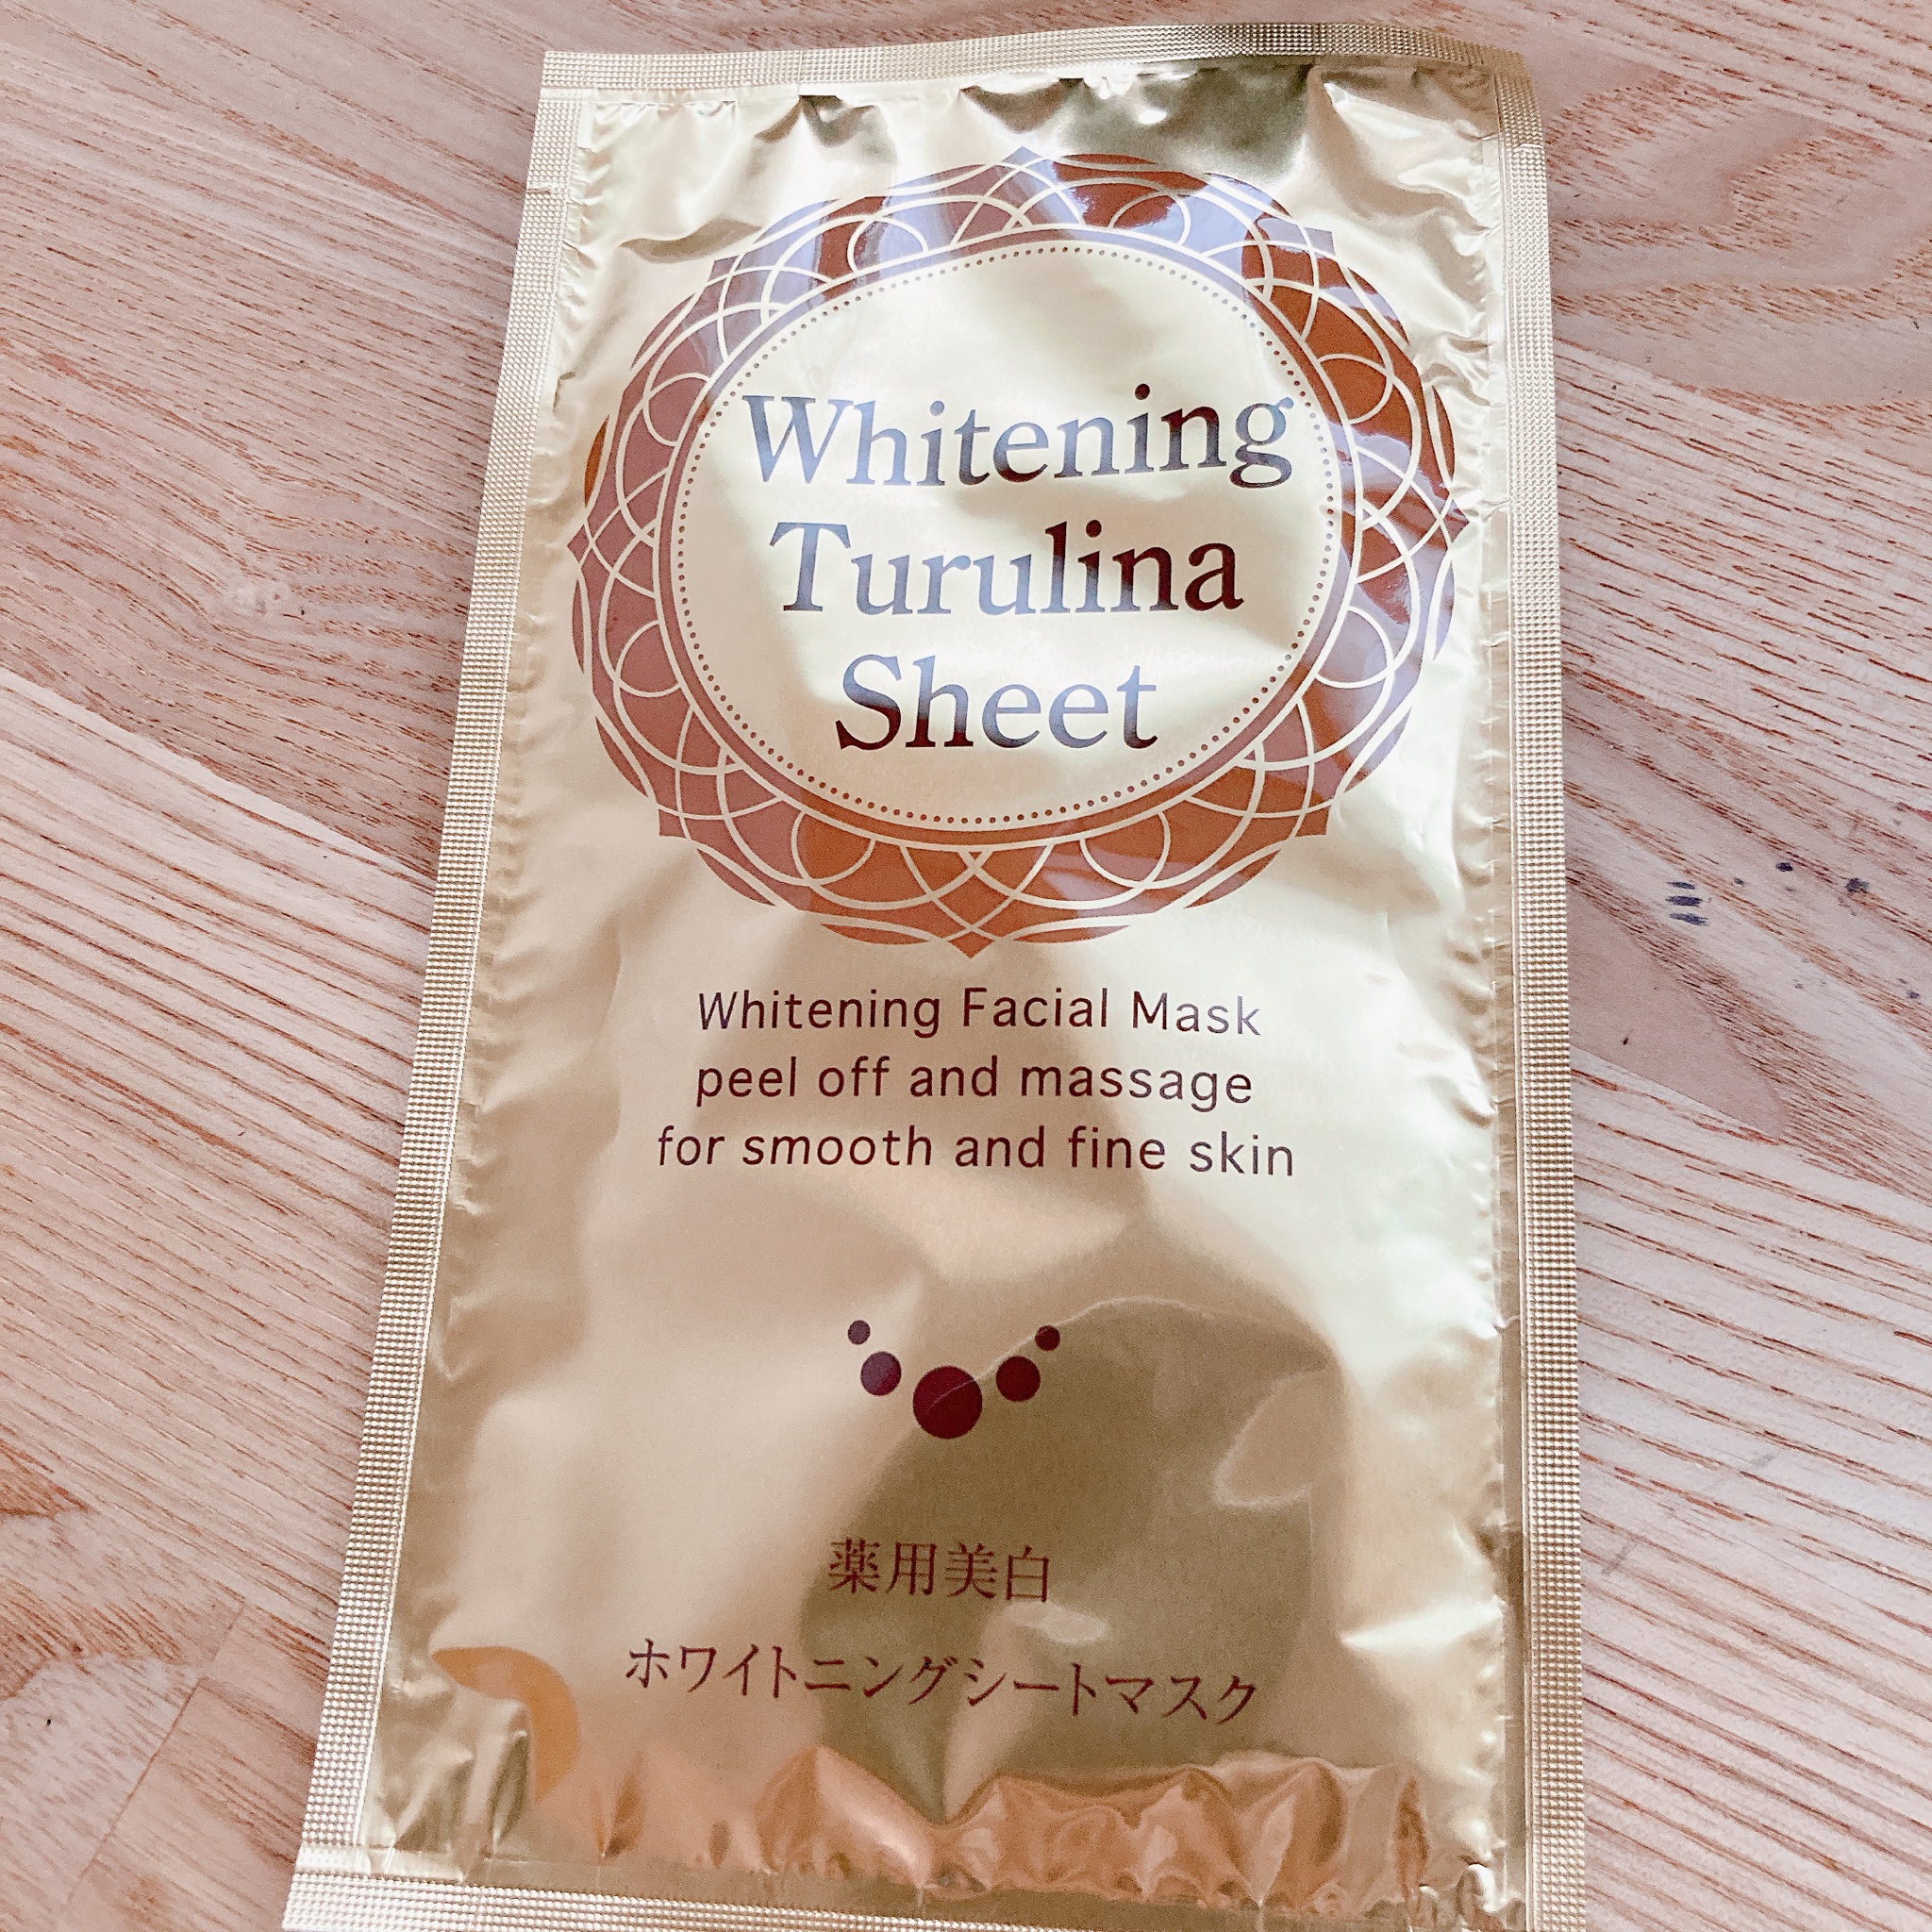 Whitening
Turulina
Sheet
Whitening Facial Mask
peel off and massage
for smooth and fine skin
薬用美白
ホワイトニングシートマスク